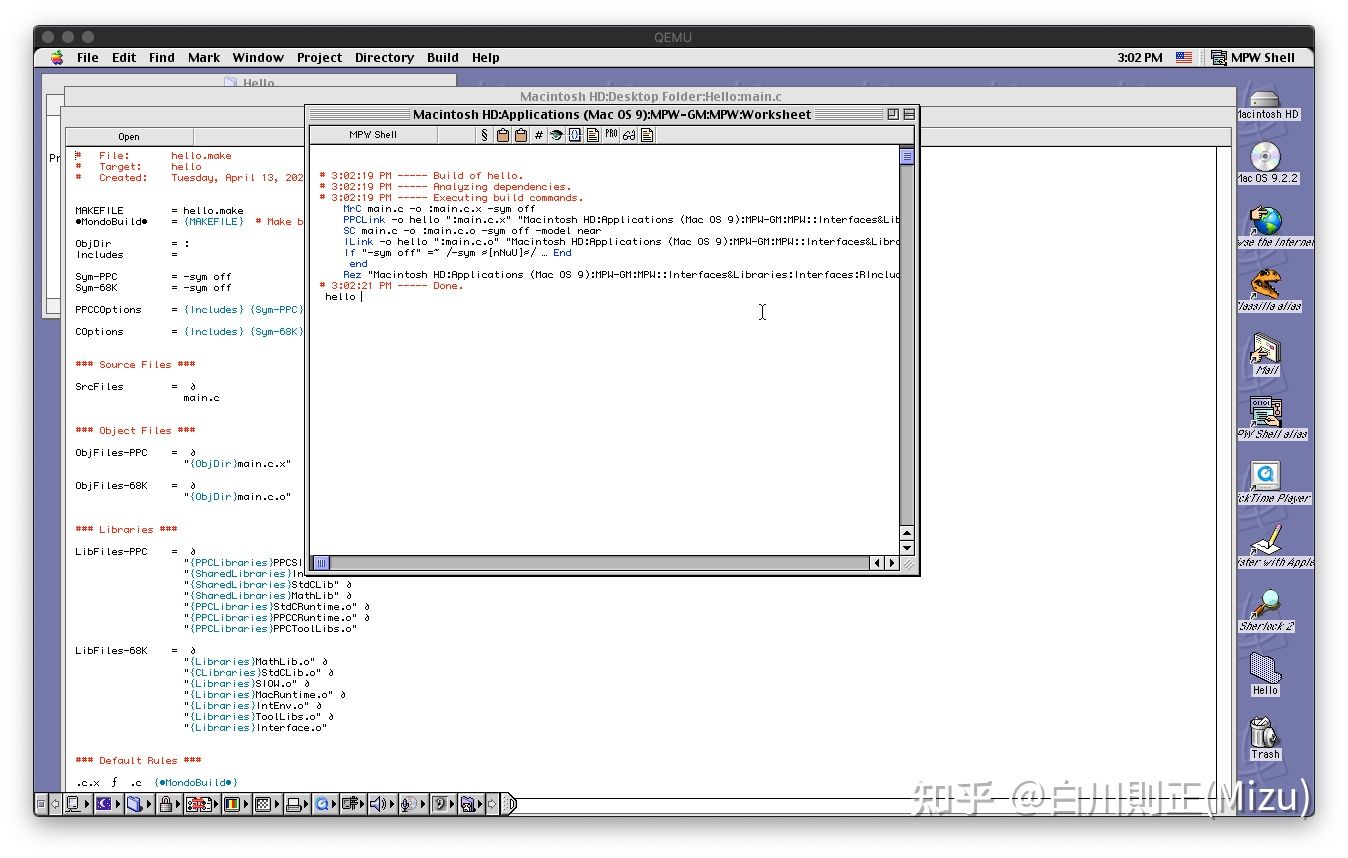 QEMU
File Edit Find Mark Window Project Directory Build Help
3:02 PM
MPW Shell
Hello
Macintosh HD:Desktop Folder:Hello:main.c
Macintosh HD:Applications (Mac OS 9):MPW-GM:MPW:Worksheet
Open
MPW Shell
§ # PRO
Pr
# File: hello.make
# Target: hello
# Created: Tuesday, April 13, 202
MAKEFILE = hello.make
•MondoBuild• = {MAKEFILE} # Make b
ObjDir = :
Includes =
Sym-PPC = -sym off
Sym-68K = -sym off
PPCCOptions = {Includes} {Sym-PPC}
COptions = {Includes} {Sym-68K}
### Source Files ###
SrcFiles = ∂
main.c
### Object Files ###
ObjFiles-PPC = ∂
"{ObjDir}main.c.x"
ObjFiles-68K = ∂
"{ObjDir}main.c.o"
### Libraries ###
LibFiles-PPC = ∂
"{PPCLibraries}PPCSI
"{SharedLibraries}In
"{SharedLibraries}StdCLib" ∂
"{SharedLibraries}MathLib" ∂
"{PPCLibraries}StdCRuntime.o" ∂
"{PPCLibraries}PPCCRuntime.o" ∂
"{PPCLibraries}PPCToolLibs.o"
LibFiles-68K = ∂
"{Libraries}MathLib.o" ∂
"{CLibraries}StdCLib.o" ∂
"{Libraries}SIOW.o" ∂
"{Libraries}MacRuntime.o" ∂
"{Libraries}IntEnv.o" ∂
"{Libraries}ToolLibs.o" ∂
"{Libraries}Interface.o"
### Default Rules ###
.c.x ƒ .c {•MondoBuild•}
# 3:02:19 PM ----- Build of hello.
# 3:02:19 PM ----- Analyzing dependencies.
# 3:02:19 PM ----- Executing build commands.
MrC main.c -o :main.c.x -sym off
PPCLink -o hello ":main.c.x" "Macintosh HD:Applications (Mac OS 9):MPW-GM:MPW::Interfaces&Lib
SC main.c -o :main.c.o -sym off -model near
ILink -o hello ":main.c.o" "Macintosh HD:Applications (Mac OS 9):MPW-GM:MPW::Interfaces&Libra
If "-sym off" =~ /-sym ≈[nNuU]≈/ … End
end
Rez "Macintosh HD:Applications (Mac OS 9):MPW-GM:MPW::Interfaces&Libraries:Interfaces:RInclud
# 3:02:21 PM ----- Done.
hello
Macintosh HD
Mac OS 9.2.2
wse the Internet
Classilla alias
Mail
PW Shell alias
ckTime Player
ister with Apple
Sherlock 2
Hello
Trash
知乎 @白川則正(Mizu)